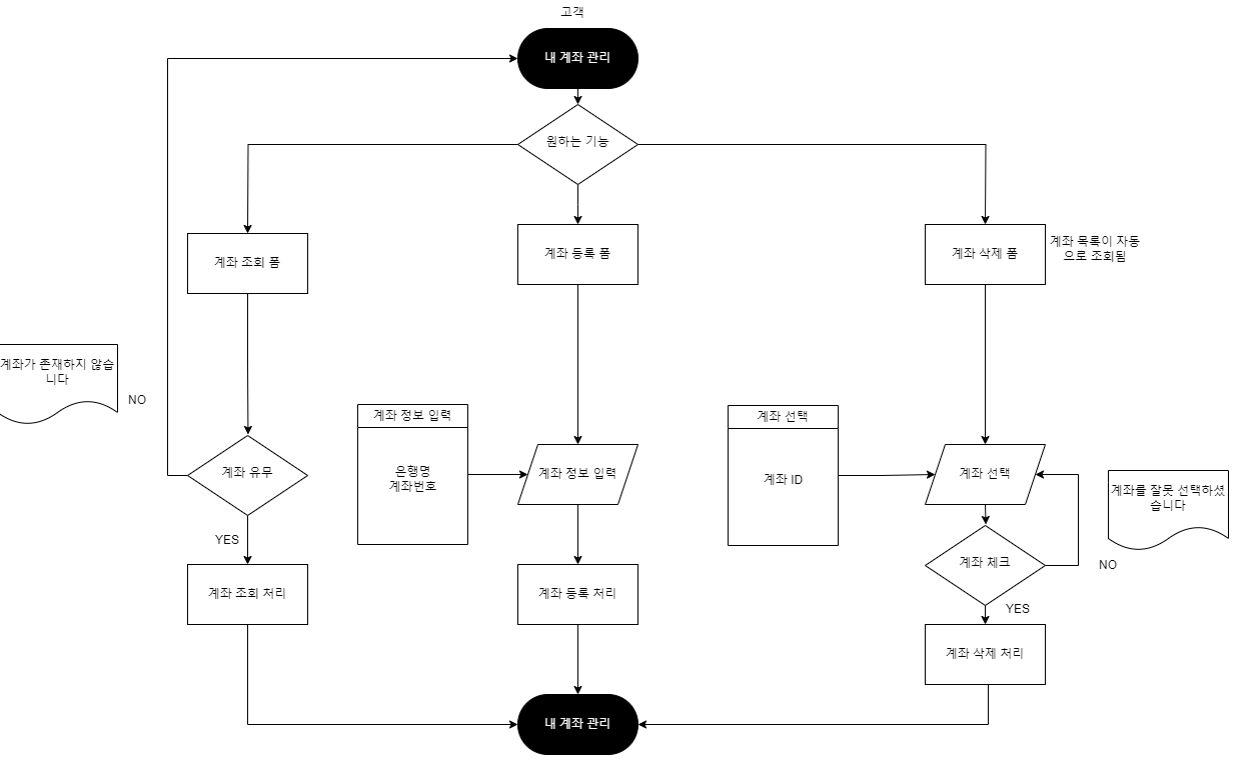 고객
내 계좌 관리
원하는 기능
계좌 조회 폼
계좌 등록 폼
계좌 삭제 폼
계좌 목록이 자동
으로 조회됨
계좌가 존재하지 않습
니다
NO
계좌 유무
YES
계좌 조회 처리
계좌 정보 입력
은행명
계좌번호
계좌 정보 입력
계좌 등록 처리
계좌 선택
계좌 ID
계좌 선택
계좌를 잘못 선택하셨
습니다
계좌 체크
NO
YES
계좌 삭제 처리
내 계좌 관리